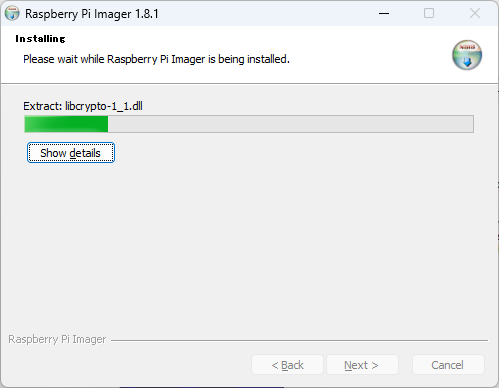 Raspberry Pi Imager 1.8.1
Installing
Please wait while Raspberry Pi Imager is being installed.
Extract: libcrypto-1_1.dll
Show details
Raspberry Pi Imager
< Back
Next >
Cancel